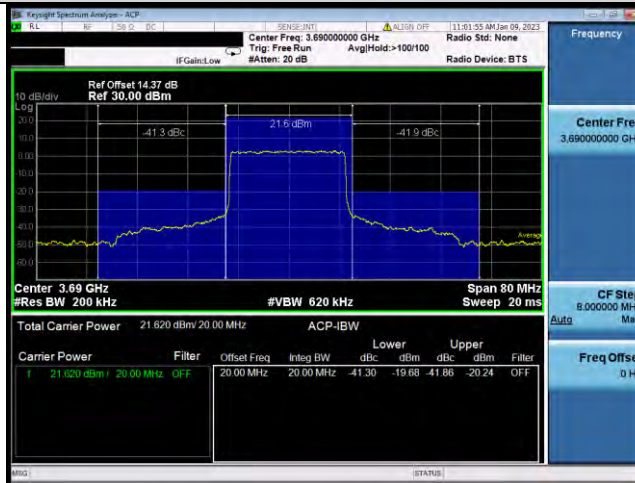 Keysight Spectrum Analyzer - ACP
RL RF 50 Ω DC SENSE:INT ALIGN OFF 11:01:55 AM Jan 09, 2023
Center Freq: 3.690000000 GHz Radio Std: None
Trig: Free Run Avg|Hold:>100/100
IFGain:Low #Atten: 20 dB Radio Device: BTS
Frequency
Ref Offset 14.37 dB
10 dB/div Ref 30.00 dBm
Log
20.0
10.0
0.00
-10.0
-20.0
-30.0
-40.0
-50.0
-60.0
-41.3 dBc
21.6 dBm
-41.9 dBc
Average
Center Fre
3.690000000 GH
Center 3.69 GHz Span 80 MHz
#Res BW 200 kHz #VBW 620 kHz Sweep 20 ms
CF Ste
8.000000 MH
Auto Ma
Total Carrier Power 21.620 dBm/ 20.00 MHz ACP-IBW
Lower Upper
Carrier Power Filter Offset Freq Integ BW dBc dBm dBc dBm Filter
1 21.620 dBm / 20.00 MHz OFF 20.00 MHz 20.00 MHz -41.30 -19.68 -41.86 -20.24 OFF
Freq Offse
0 H
MSG STATUS